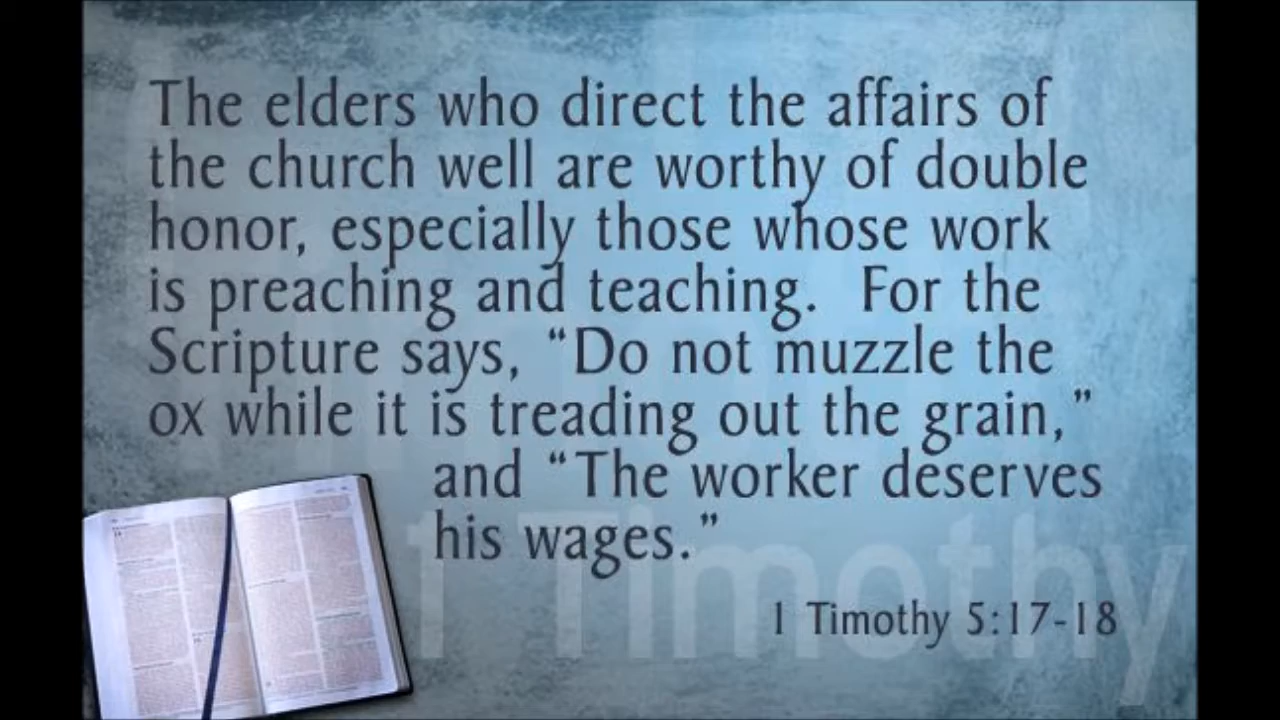 The elders who direct the affairs of
the church well are worthy of double
honor, especially those whose work
is preaching and teaching.  For the
Scripture says, “Do not muzzle the
ox while it is treading out the grain,”
and “The worker deserves
his wages.”
1 Timothy
1 Timothy 5:17-18